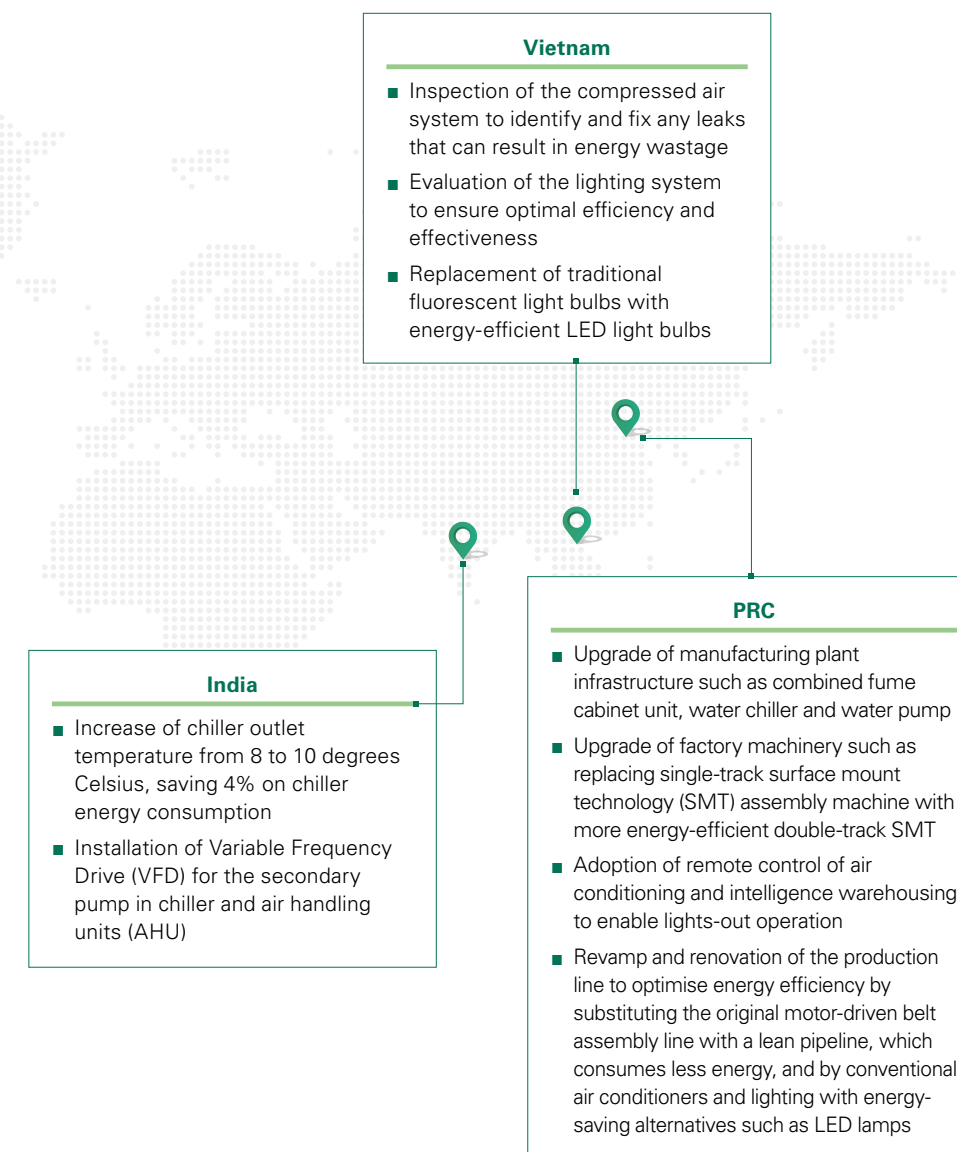 Vietnam
Inspection of the compressed air
system to identify and fix any leaks
that can result in energy wastage
Evaluation of the lighting system
to ensure optimal efficiency and
effectiveness
Replacement of traditional
fluorescent light bulbs with
energy-efficient LED light bulbs
India
Increase of chiller outlet
temperature from 8 to 10 degrees
Celsius, saving 4% on chiller
energy consumption
Installation of Variable Frequency
Drive (VFD) for the secondary
pump in chiller and air handling
units (AHU)
PRC
Upgrade of manufacturing plant
infrastructure such as combined fume
cabinet unit, water chiller and water pump
Upgrade of factory machinery such as
replacing single-track surface mount
technology (SMT) assembly machine with
more energy-efficient double-track SMT
Adoption of remote control of air
conditioning and intelligence warehousing
to enable lights-out operation
Revamp and renovation of the production
line to optimise energy efficiency by
substituting the original motor-driven belt
assembly line with a lean pipeline, which
consumes less energy, and by conventional
air conditioners and lighting with energy-
saving alternatives such as LED lamps